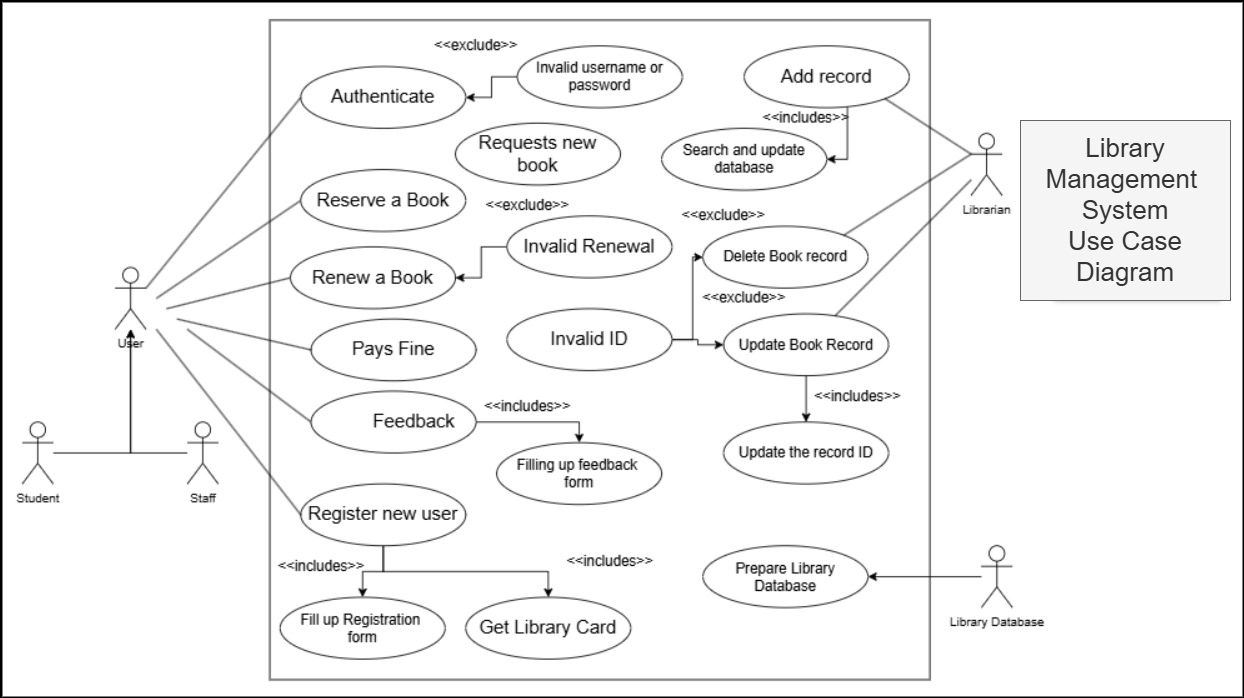 <<exclude>>
Invalid username or
password
Authenticate
Add record
<<includes>>
Requests new
book
Search and update
database
Library
Management
System
Use Case
Diagram
Librarian
Reserve a Book
<<exclude>>
<<exclude>>
Invalid Renewal
Delete Book record
Renew a Book
<<exclude>>
Invalid ID
Update Book Record
User
Pays Fine
<<includes>>
Feedback
<<includes>>
Update the record ID
Filling up feedback
form
Student
Staff
Register new user
<<includes>>
<<includes>>
Prepare Library
Database
Library Database
Fill up Registration
form
Get Library Card